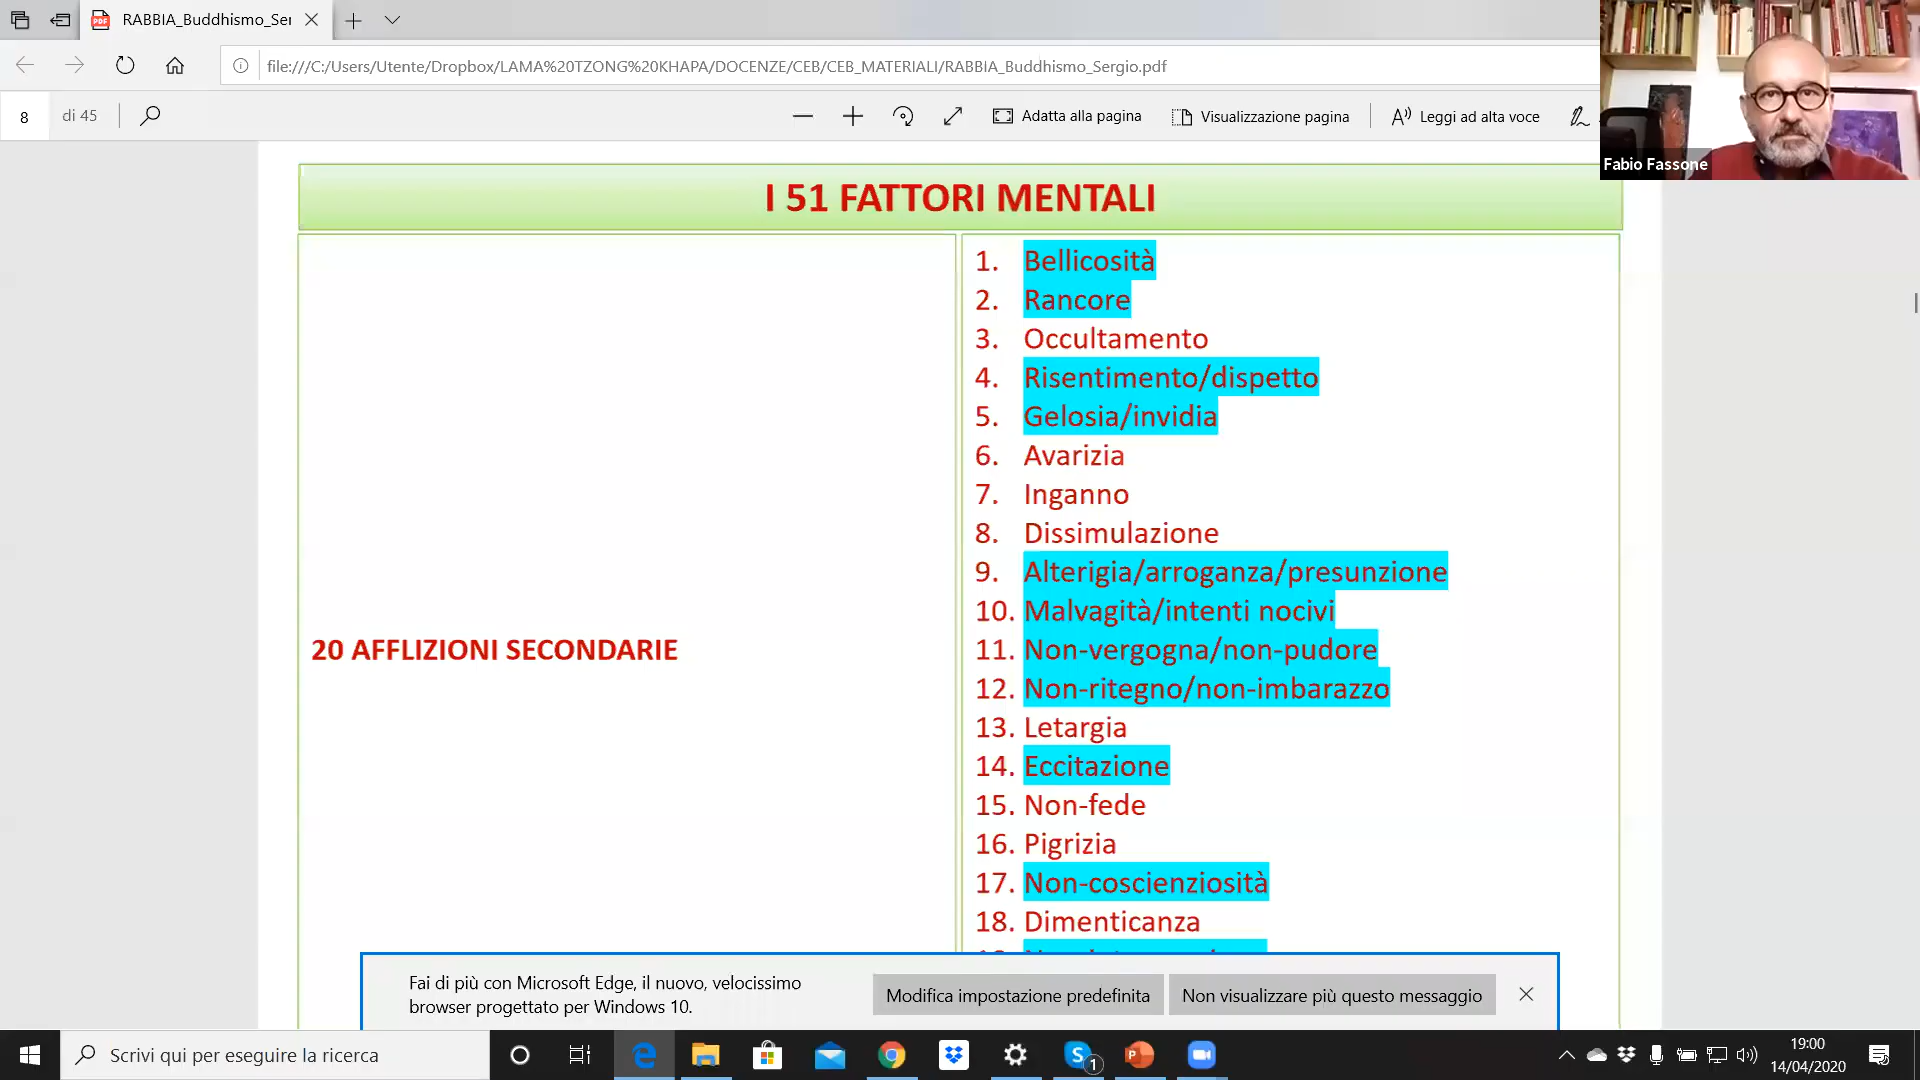 RABBIA_Buddhismo_Ser
file:///C:/Users/Utente/Dropbox/LAMA%20TZONG%20KHAPA/DOCENZE/CEB/CEB_MATERIALI/RABBIA_Buddhismo_Sergio.pdf
8 di 45
Adatta alla pagina
Visualizzazione pagina
Leggi ad alta voce
Fabio Fassone
I 51 FATTORI MENTALI
20 AFFLIZIONI SECONDARIE
1. Bellicosità
2. Rancore
3. Occultamento
4. Risentimento/dispetto
5. Gelosia/invidia
6. Avarizia
7. Inganno
8. Dissimulazione
9. Alterigia/arroganza/presunzione
10. Malvagità/intenti nocivi
11. Non-vergogna/non-pudore
12. Non-ritegno/non-imbarazzo
13. Letargia
14. Eccitazione
15. Non-fede
16. Pigrizia
17. Non-coscienziosità
18. Dimenticanza
Fai di più con Microsoft Edge, il nuovo, velocissimo
browser progettato per Windows 10.
Modifica impostazione predefinita
Non visualizzare più questo messaggio
Scrivi qui per eseguire la ricerca
1
19:00
14/04/2020